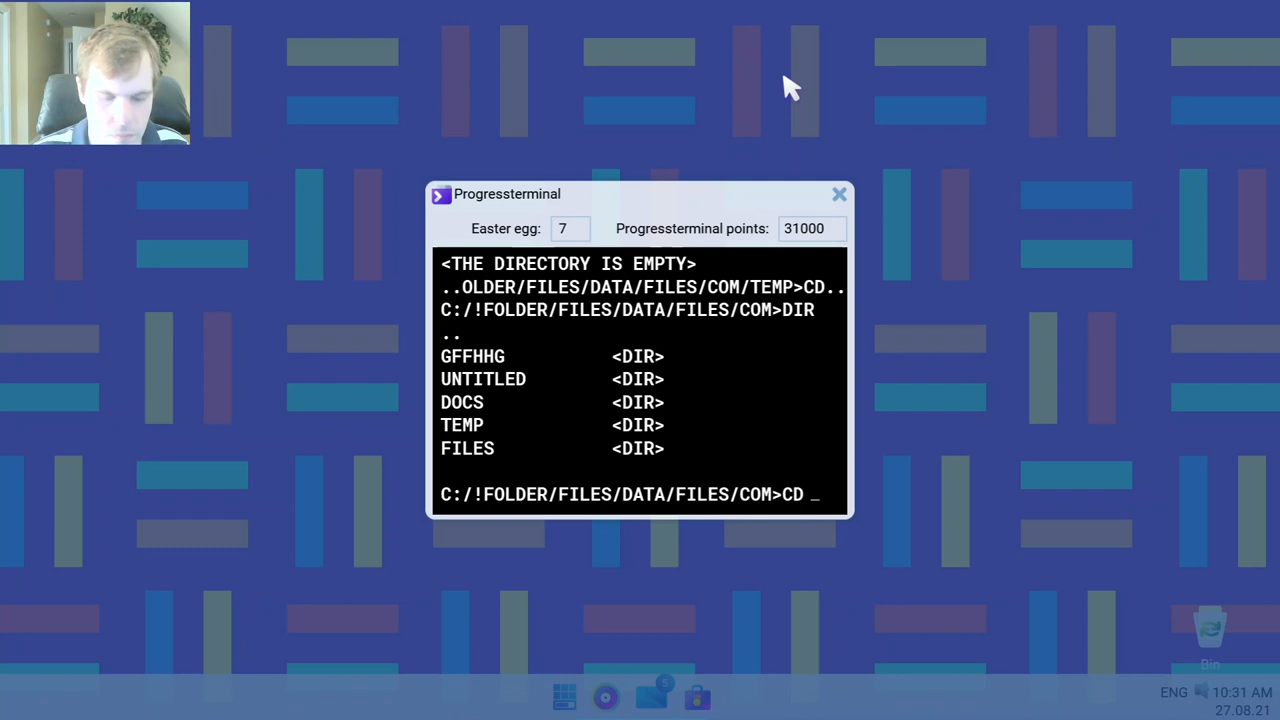 Progressterminal
Easter egg: 7 Progressterminal points: 31000
<THE DIRECTORY IS EMPTY>
..OLDER/FILES/DATA/FILES/COM/TEMP>CD..
C:/!FOLDER/FILES/DATA/FILES/COM>DIR
..
GFFHHG <DIR>
UNTITLED <DIR>
DOCS <DIR>
TEMP <DIR>
FILES <DIR>
C:/!FOLDER/FILES/DATA/FILES/COM>CD _
Bin
5
ENG 10:31 AM
27.08.21